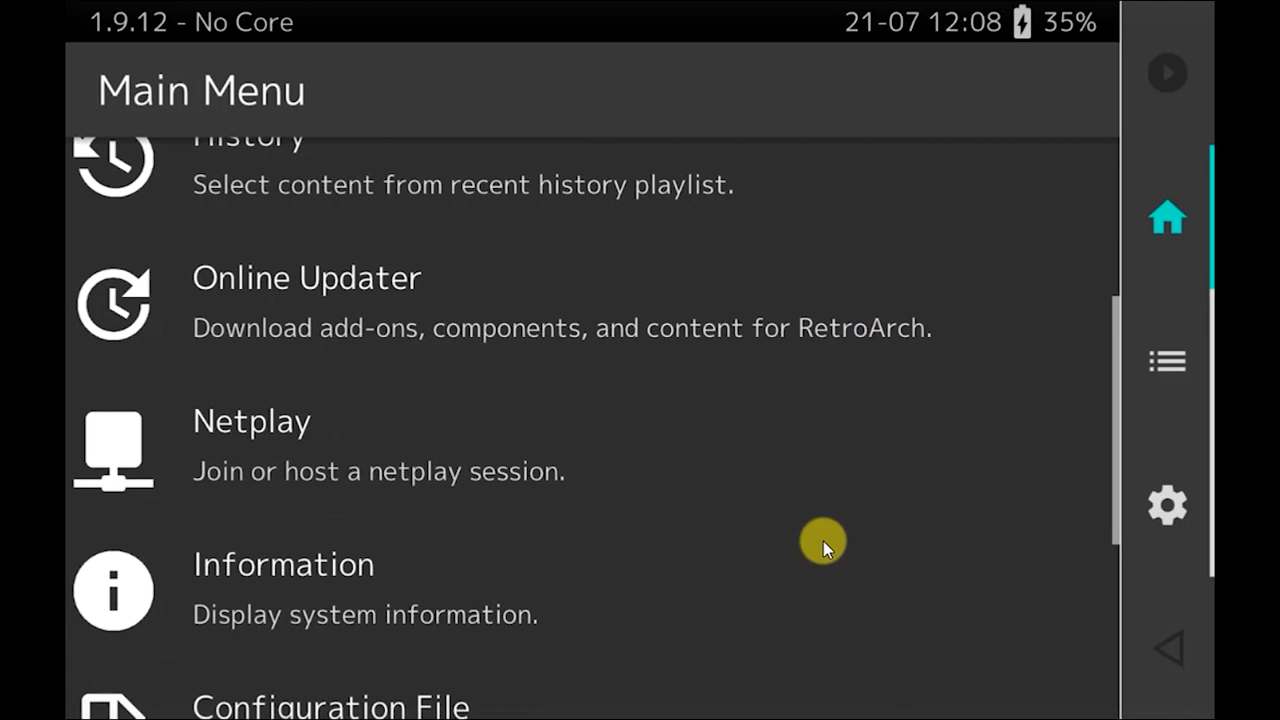 1.9.12 - No Core
21-07 12:08 35%
Main Menu
History
Select content from recent history playlist.
Online Updater
Download add-ons, components, and content for RetroArch.
Netplay
Join or host a netplay session.
Information
Display system information.
Configuration File